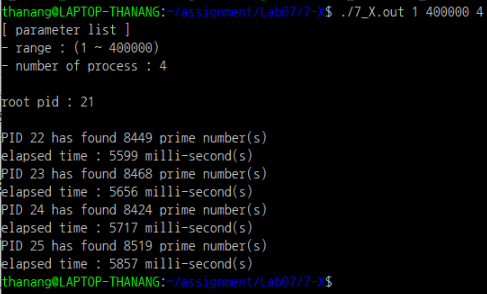 thanang@LAPTOP-THANANG:~/assignment/Lab07/7-X$ ./7_X.out 1 400000 4
[ parameter list ]
- range : (1 ~ 400000)
- number of process : 4
root pid : 21
PID 22 has found 8449 prime number(s)
elapsed time : 5599 milli-second(s)
PID 23 has found 8468 prime number(s)
elapsed time : 5656 milli-second(s)
PID 24 has found 8424 prime number(s)
elapsed time : 5717 milli-second(s)
PID 25 has found 8519 prime number(s)
elapsed time : 5857 milli-second(s)
thanang@LAPTOP-THANANG:~/assignment/Lab07/7-X$